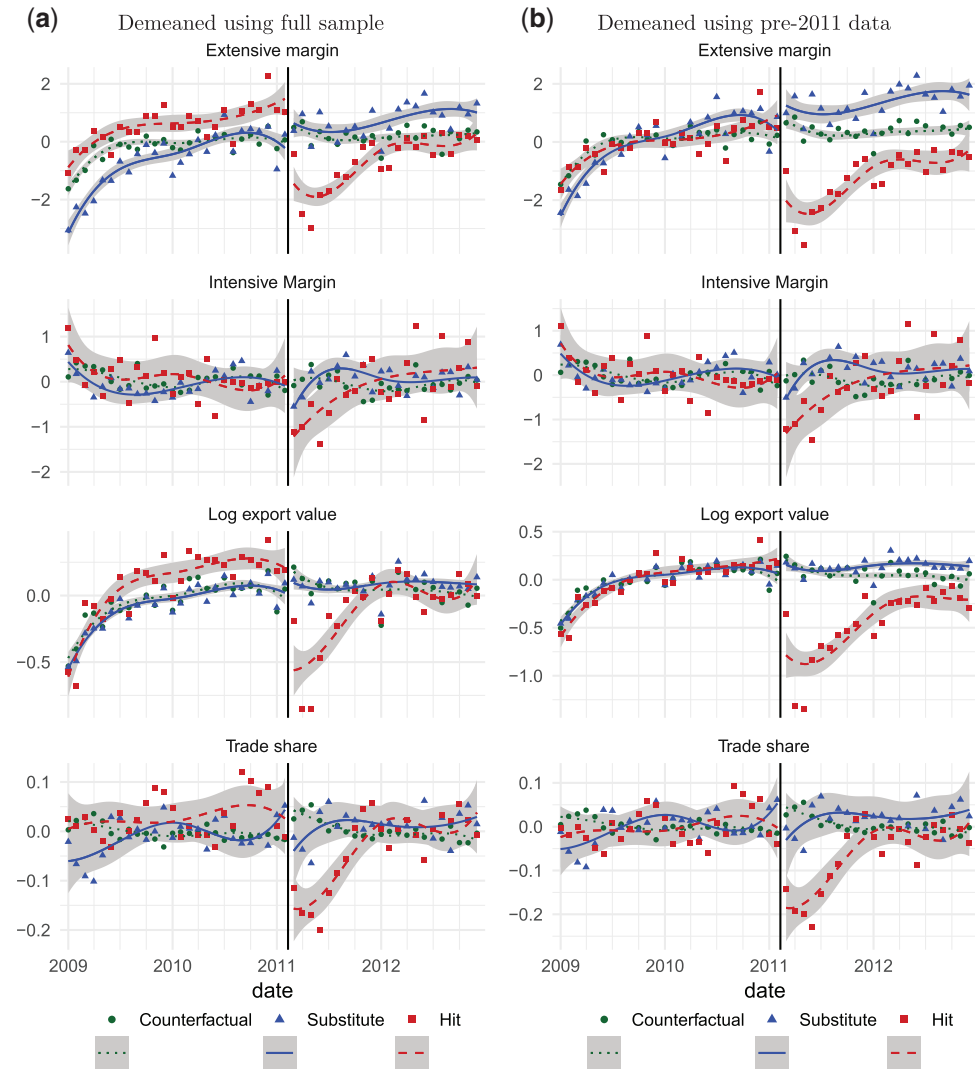 (a) Demeaned using full sample
Extensive margin
2
0
−2
Intensive Margin
1
0
−1
−2
Log export value
0.0
−0.5
Trade share
0.1
0.0
−0.1
−0.2
2009 2010 2011 2012
date
Counterfactual Substitute Hit
(b) Demeaned using pre-2011 data
Extensive margin
2
0
−2
Intensive Margin
1
0
−1
−2
Log export value
0.5
0.0
−0.5
−1.0
Trade share
0.1
0.0
−0.1
−0.2
2009 2010 2011 2012
date
Counterfactual Substitute Hit